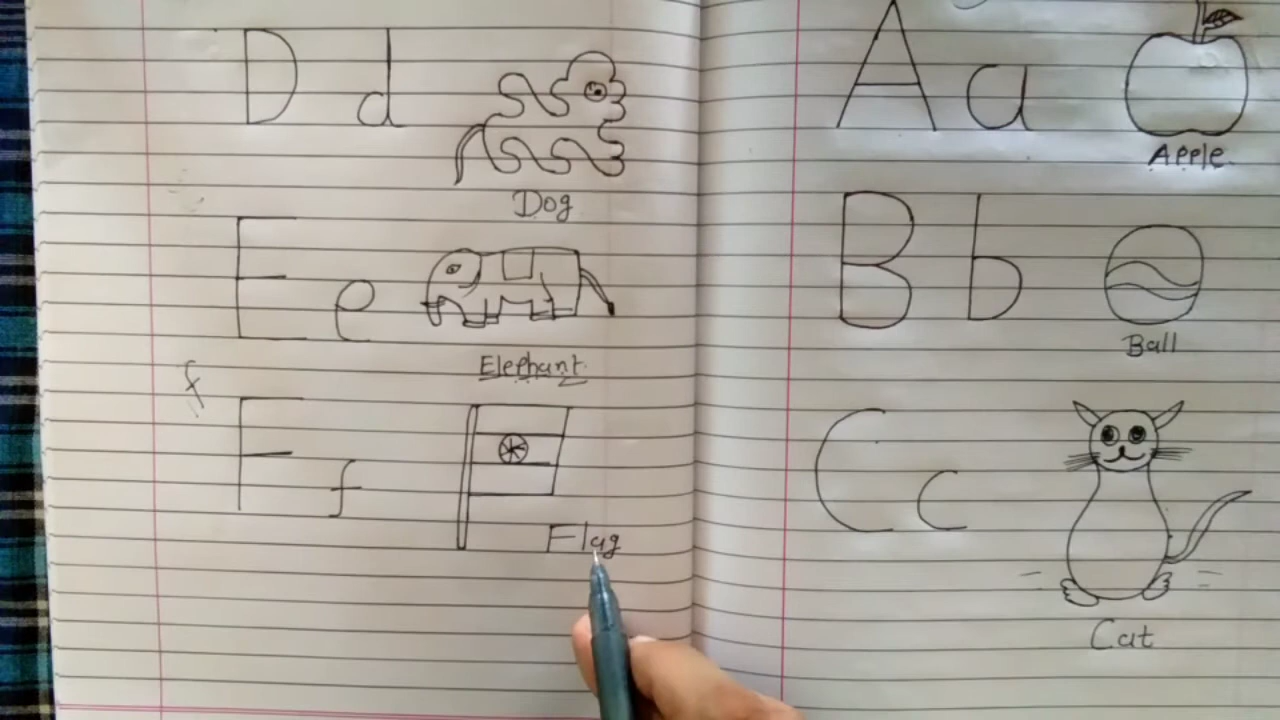 D d
Dog
E e
Elephant
f
F f
Flag
A a
Apple
B b
Ball
C c
Cat